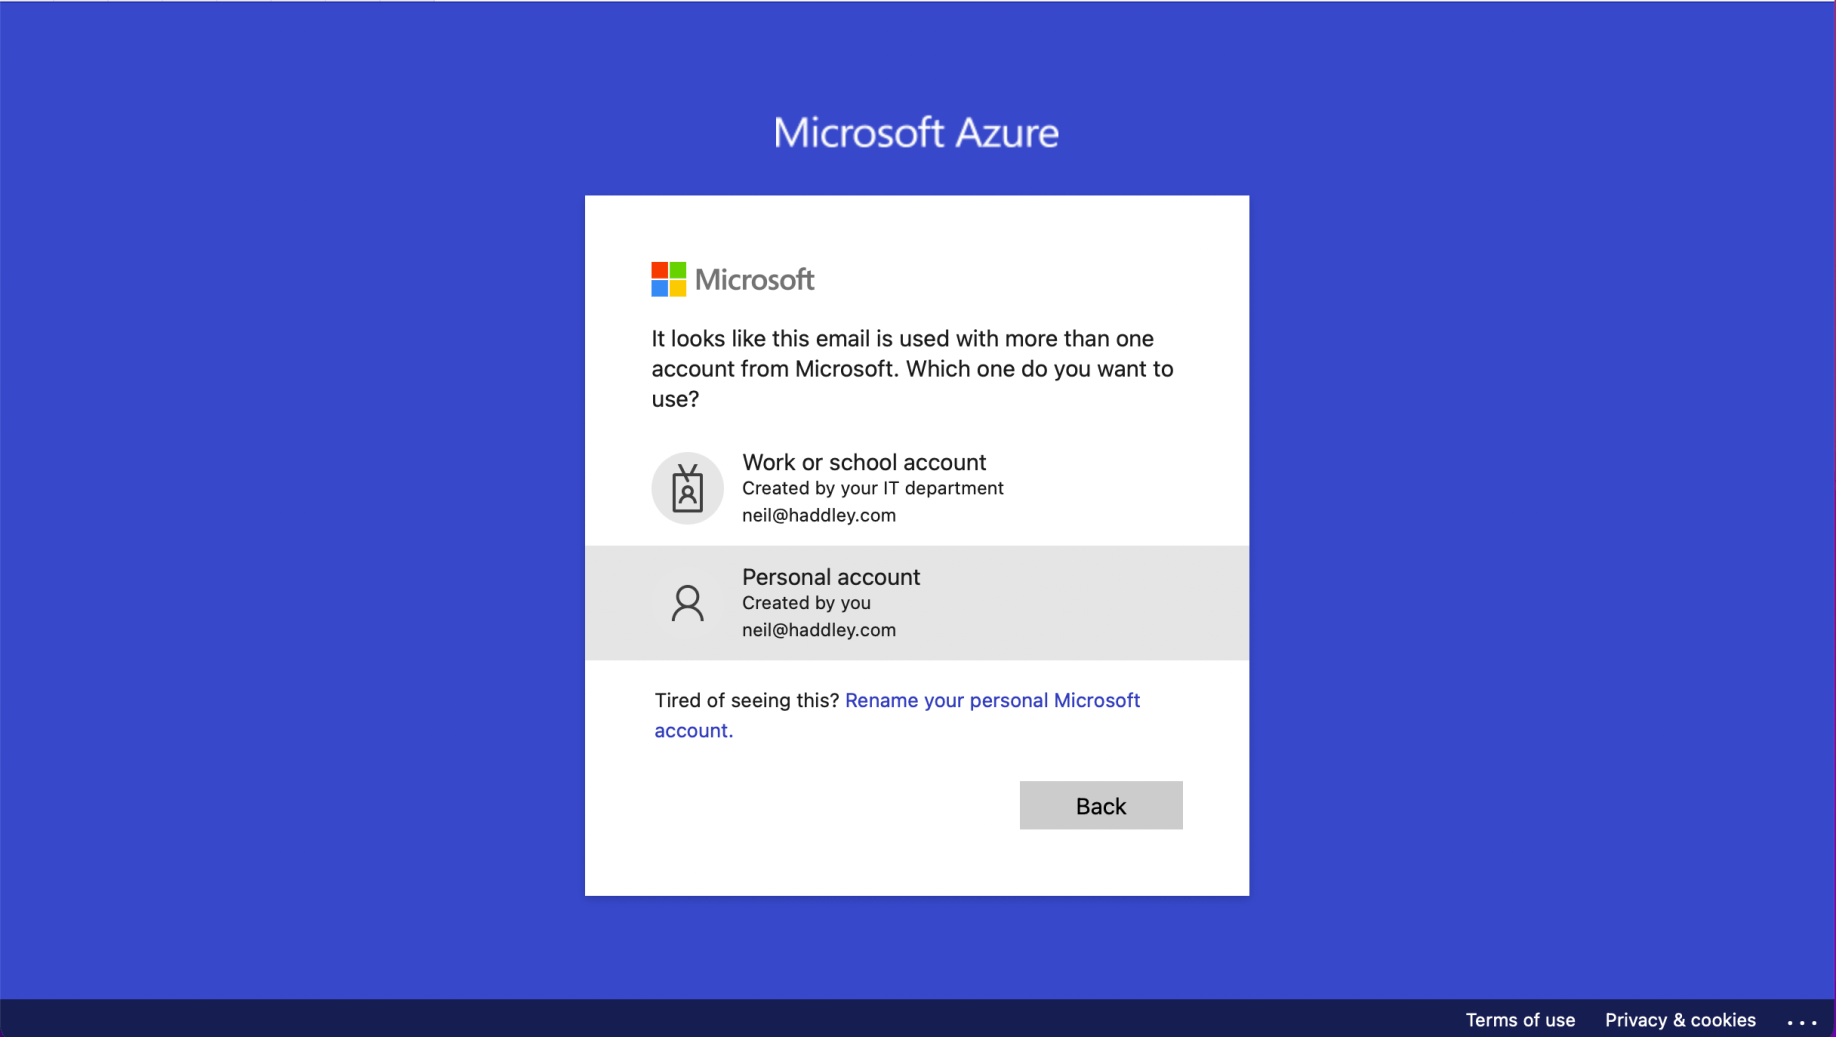 Microsoft Azure
Microsoft
It looks like this email is used with more than one
account from Microsoft. Which one do you want to
use?
Work or school account
Created by your IT department
neil@haddley.com
Personal account
Created by you
neil@haddley.com
Tired of seeing this? Rename your personal Microsoft
account.
Back
Terms of use Privacy & cookies ...